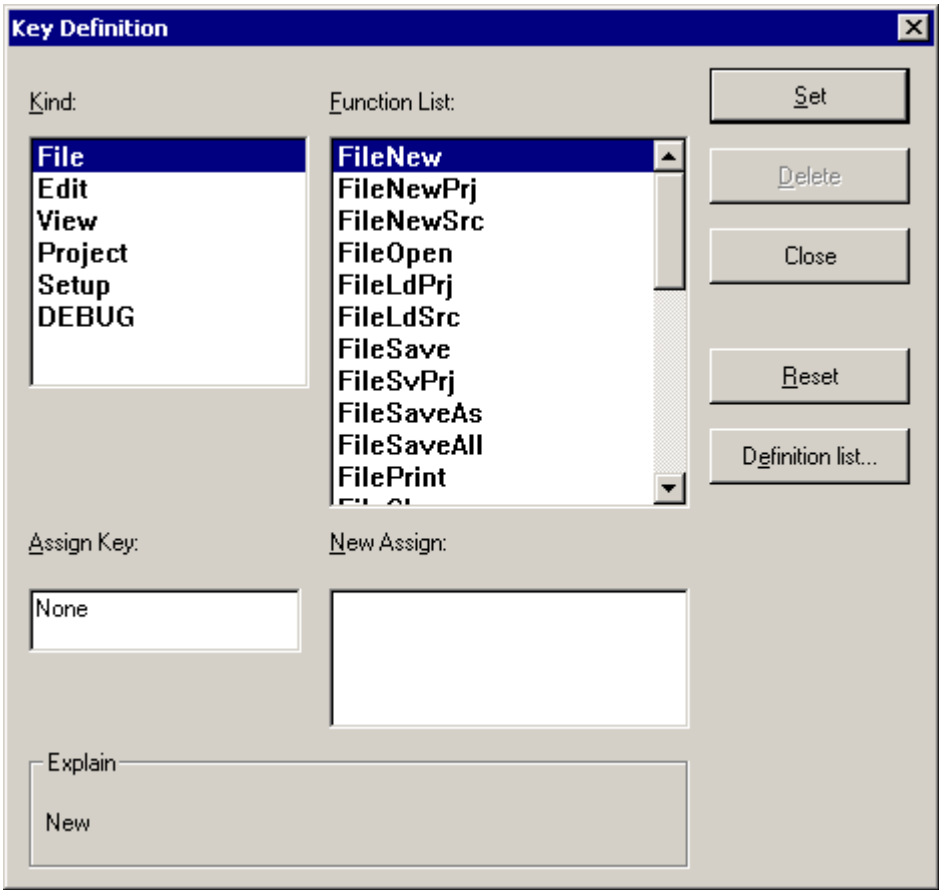 Key Definition
Kind:
File
Edit
View
Project
Setup
DEBUG
Function List:
FileNew
FileNewPrj
FileNewSrc
FileOpen
FileLdPrj
FileLdSrc
FileSave
FileSvPrj
FileSaveAs
FileSaveAll
FilePrint
Set
Delete
Close
Reset
Definition list...
Assign Key:
None
New Assign:
Explain
New